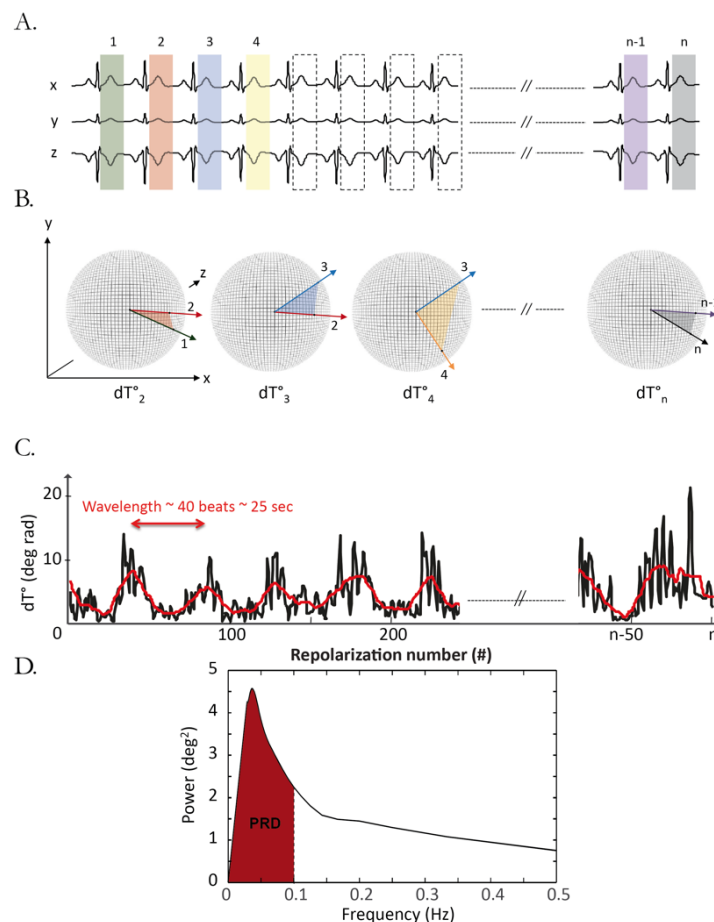 A.
1 2 3 4 n-1 n
x
y
z
//
B.
y
z
2
1
x
3
2
3
4
//
n-
n
dT°2
dT°3
dT°4
dT°n
C.
Wavelength ~ 40 beats ~ 25 sec
dT° (deg rad)
20
10
0
100
200
//
n-50
n
Repolarization number (#)
D.
Power (deg²)
5
4
3
2
1
0
PRD
0 0.1 0.2 0.3 0.4 0.5
Frequency (Hz)